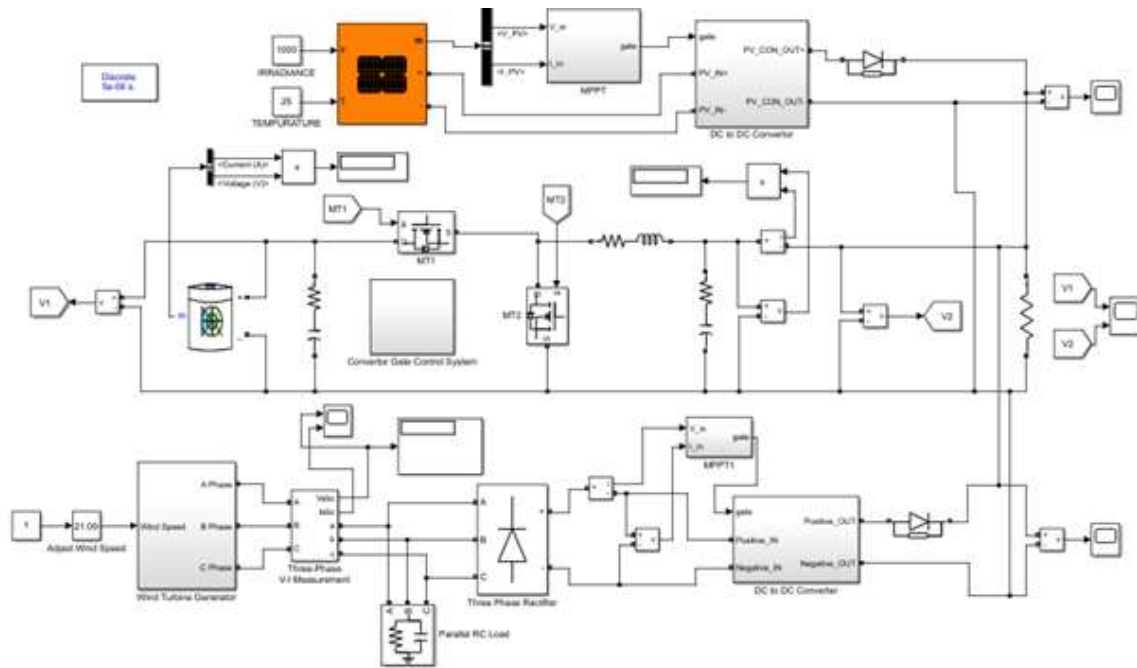 Discrete
5e-06 s.
1000
IRRADIANCE
25
TEMPURATURE
m
+
-
<V_PV>
<I_PV>
V_in
I_in
gate
MPPT
gate
PV_IN+
PV_IN-
PV_CON_OUT+
PV_CON_OUT-
DC to DC Convertor
<Current (A)>
<Voltage (V)>
MT1
MT1
MT2
MT2
V1
Convertor Gate Control System
V2
V1
V2
1
21.00
Adjust Wind Speed
Wind Speed
A Phase
B Phase
C Phase
Wind Turbine Generator
A
B
C
Vabc
Iabc
a
b
c
Three-Phase
V-I Measurement
A
B
C
Parallel RC Load
A
B
C
+
-
Three Phase Rectifier
V_in
I_in
gate
MPPT1
gate
Positive_IN
Negative_IN
Positive_OUT
Negative_OUT
DC to DC Converter